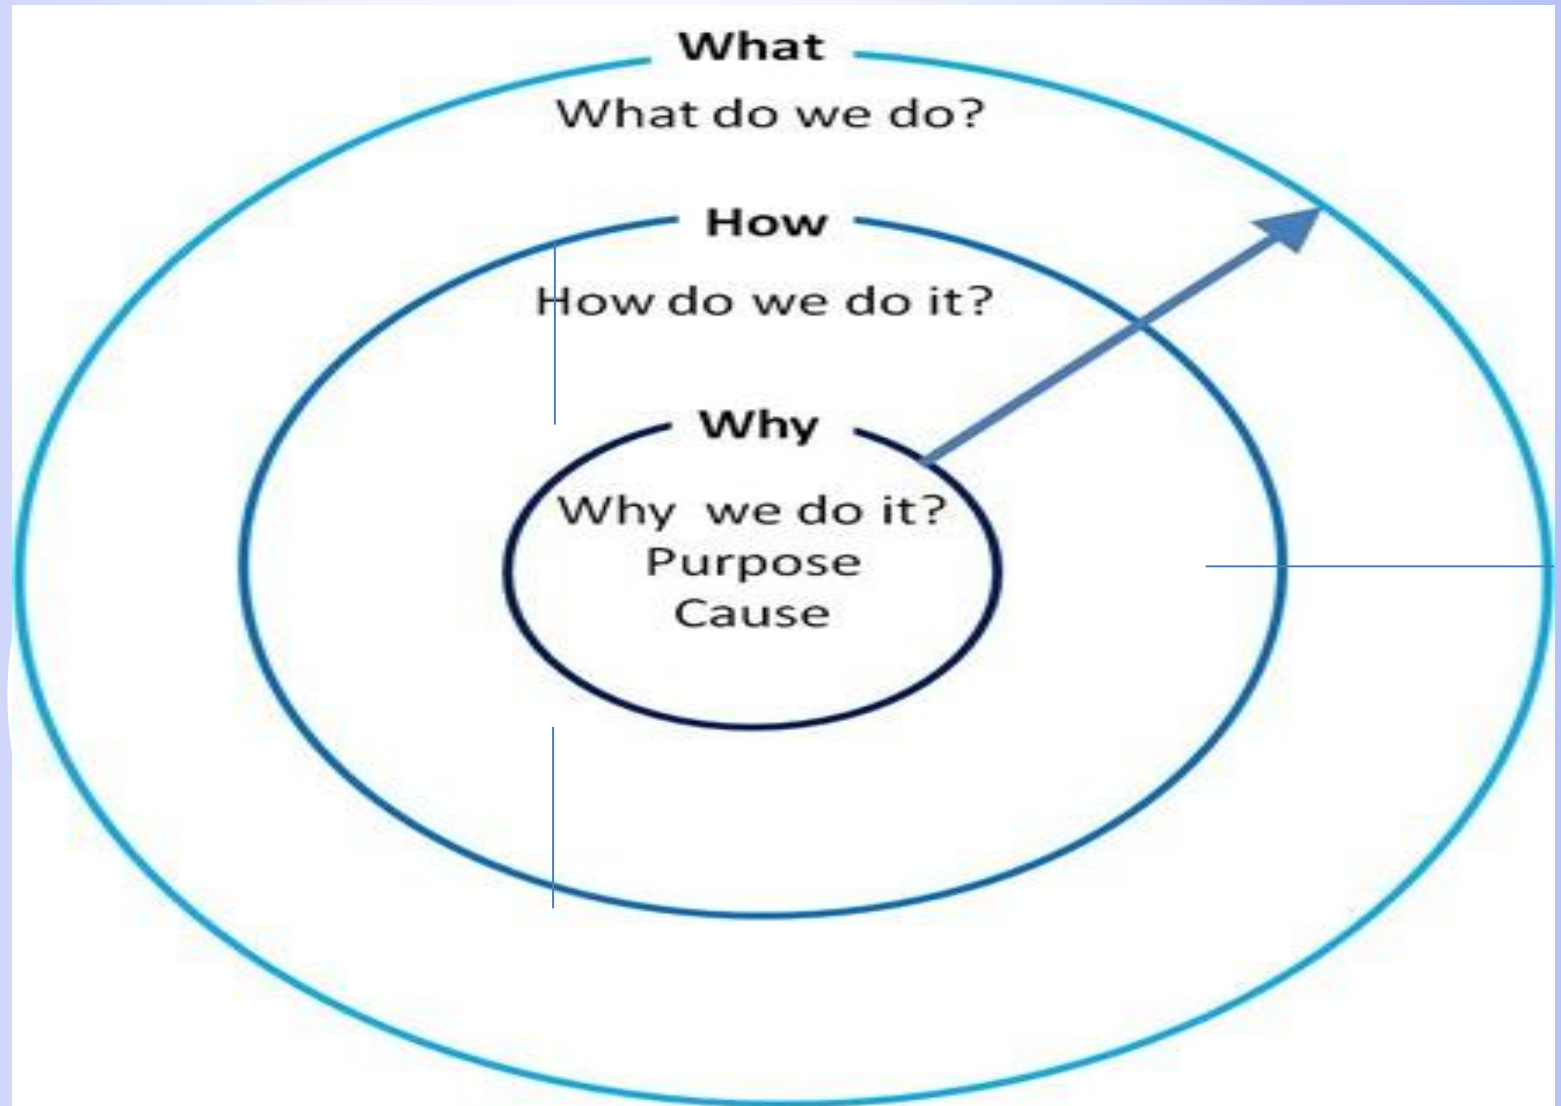 What
What do we do?
How
How do we do it?
Why
Why we do it?
Purpose
Cause